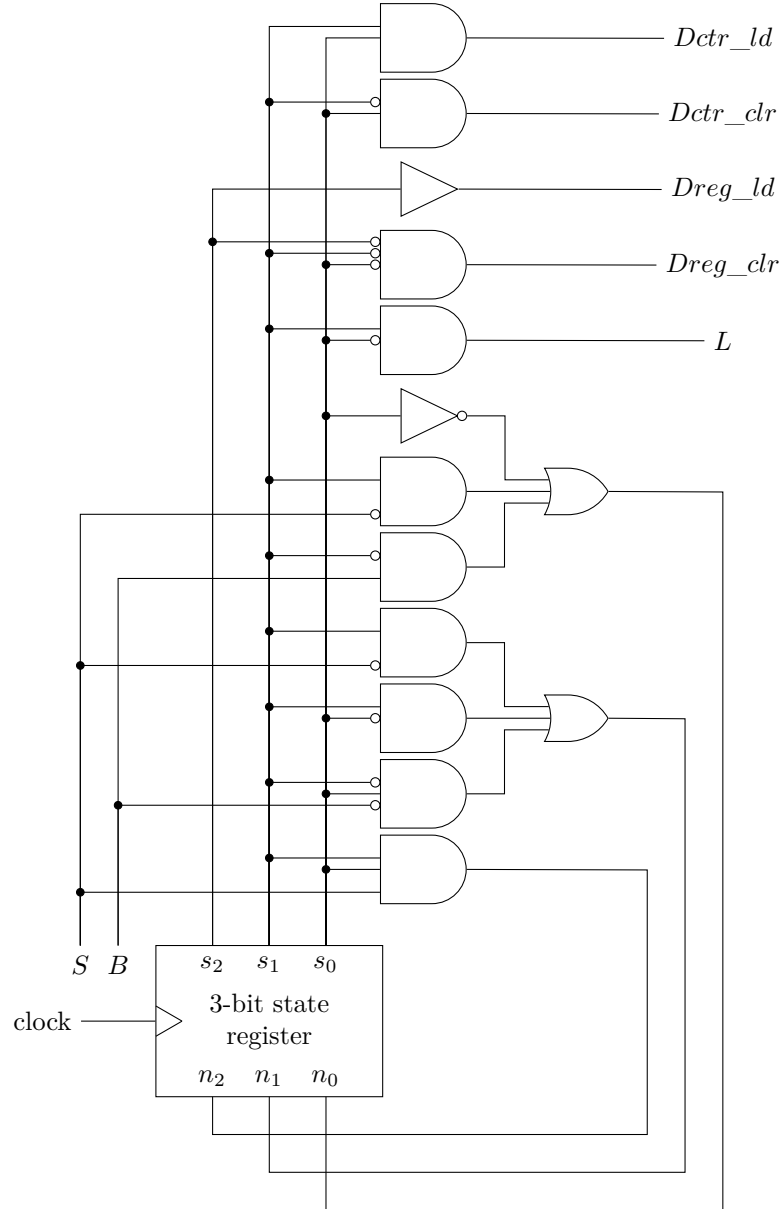 Dctr_ld
Dctr_clr
Dreg_ld
Dreg_clr
L
S B s₂ s₁ s₀
3-bit state
clock
register
n₂ n₁ n₀